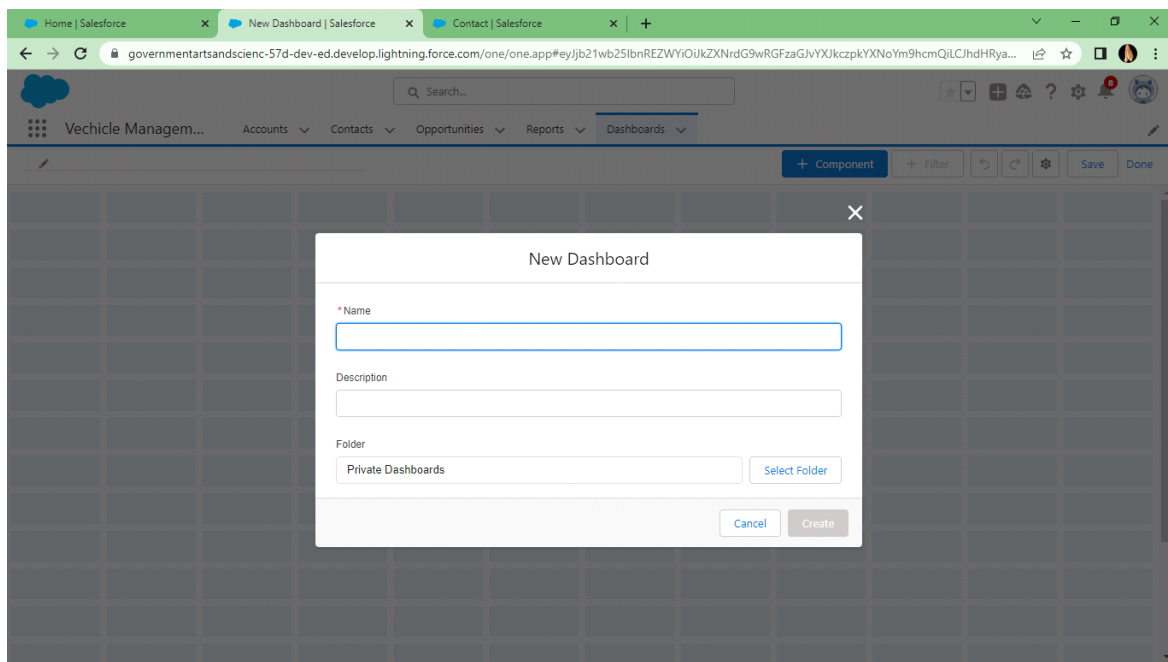 Home | Salesforce
New Dashboard | Salesforce
Contact | Salesforce
governmentartsandscienc-57d-dev-ed.develop.lightning.force.com/one/one.app#eyJjb21wb25lbnREZWYiOiJkZXNrdG9wRGFzaGJvYXJkczpkYXNoYm9hcmQiLCJhdHRya...
Search...
8
Vechicle Managem...
Accounts
Contacts
Opportunities
Reports
Dashboards
+ Component
+ Filter
Save
Done
New Dashboard
*Name
Description
Folder
Private Dashboards
Select Folder
Cancel
Create